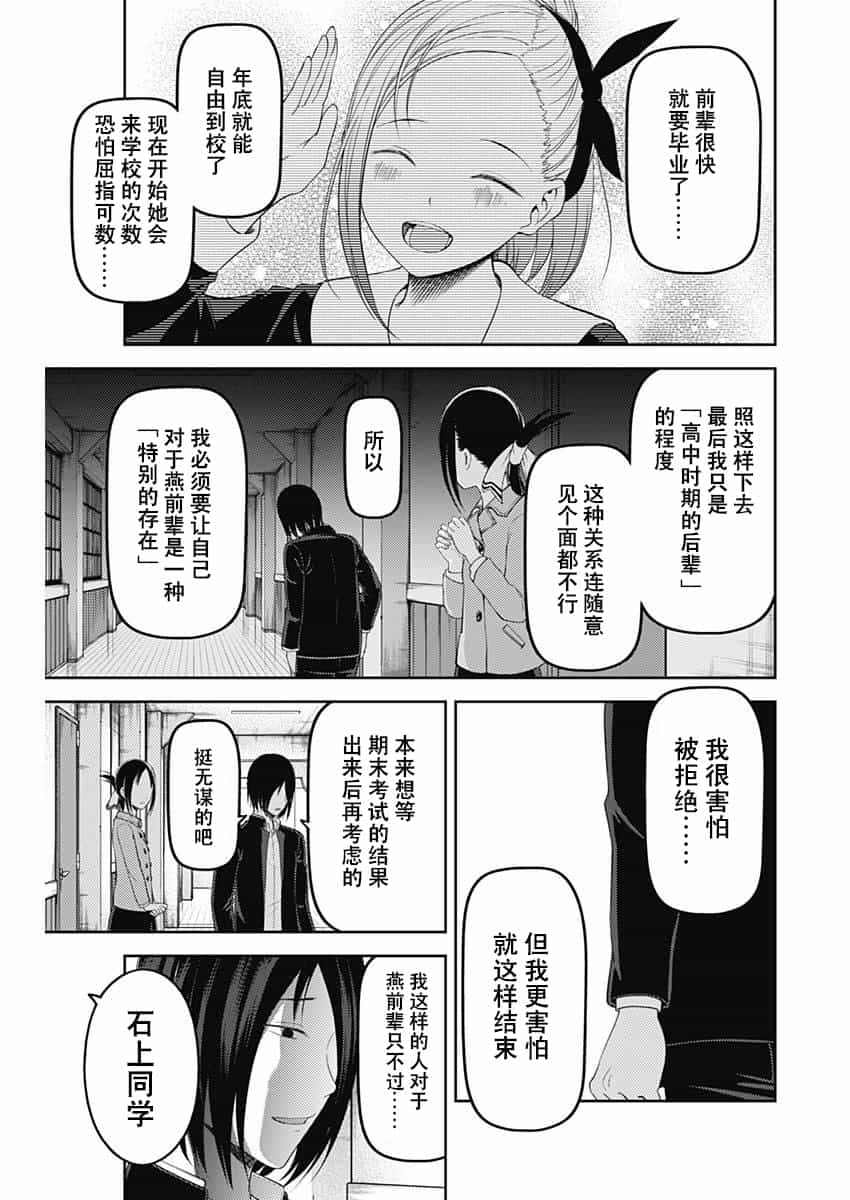 前辈很快
就要毕业了……
年底就能
自由到校了
现在开始她会
来学校的次数
恐怕屈指可数……
照这样下去
最后我只是
「高中时期的后辈」
的程度
这种关系连随意
见个面都不行
所以
我必须要让自己
对于燕前辈是一种
「特别的存在」
我很害怕
被拒绝……
但我更害怕
就这样结束
本来想等
期末考试的结果
出来后再考虑的
挺无谋的吧
我这样的人对于
燕前辈只不过……
石上同学